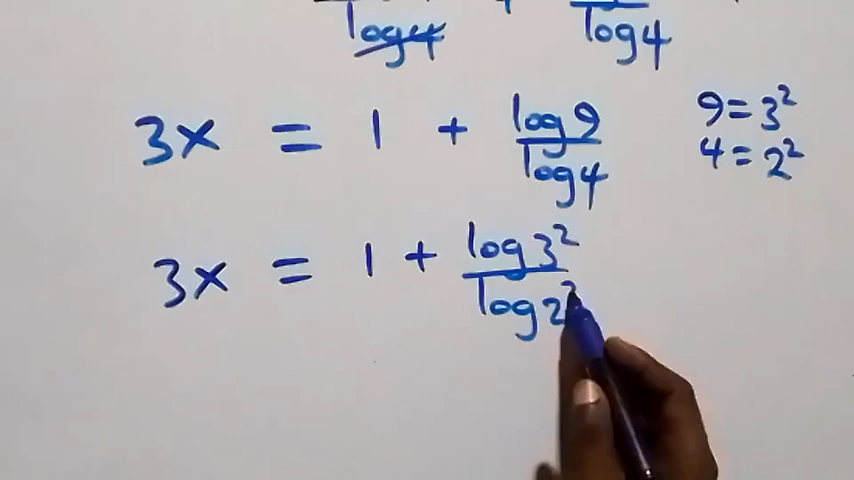 log4 + log4
3x = 1 + log9/log4
9=3²
4=2²
3x = 1 + log3²/log2²